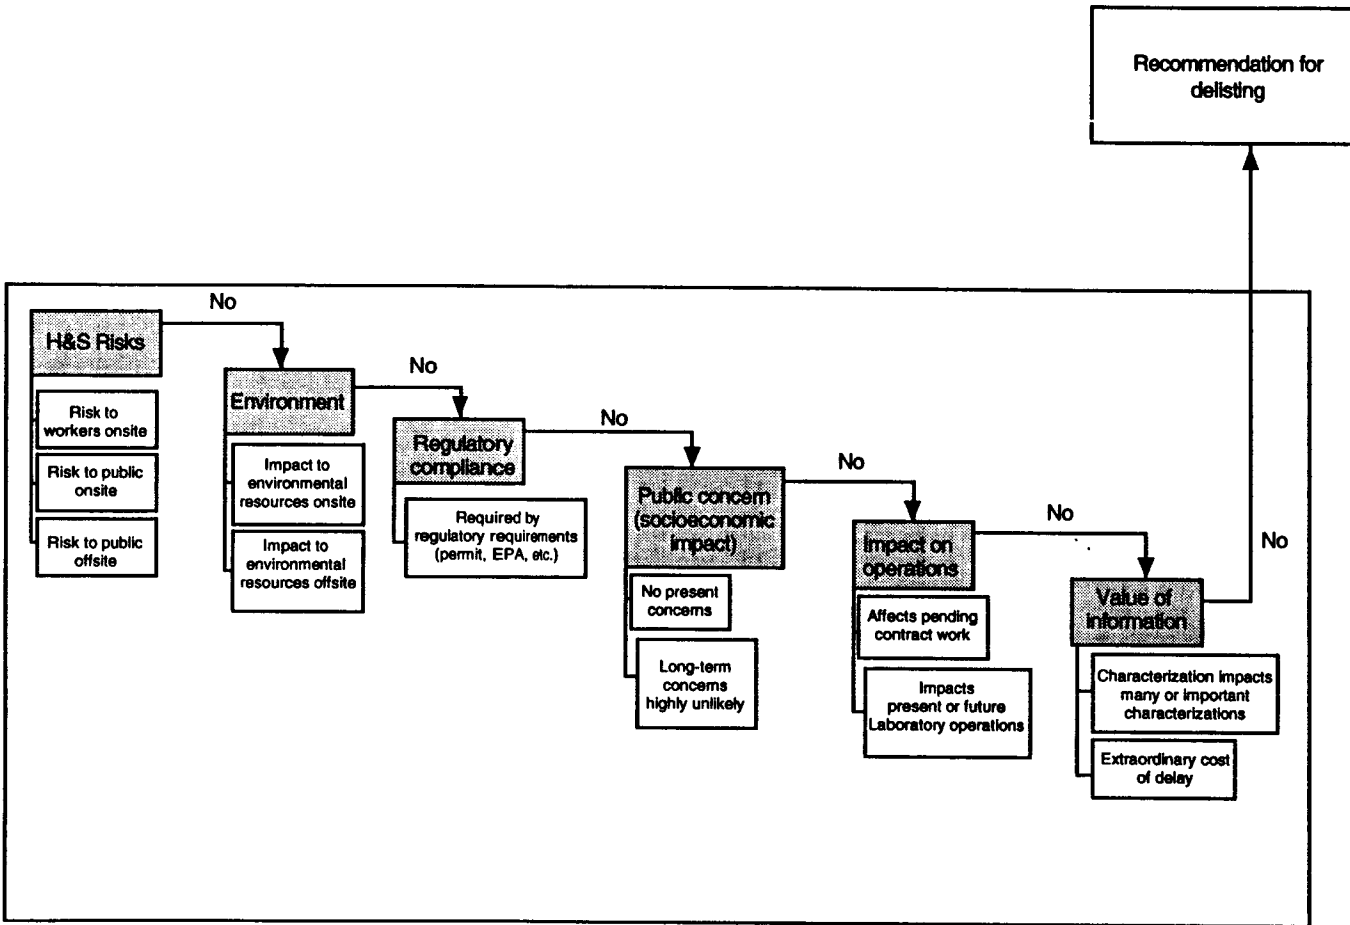 Recommendation for
delisting
No
H&S Risks
Risk to
workers onsite
Risk to public
onsite
Risk to public
offsite
No
Environment
Impact to
environmental
resources onsite
Impact to
environmental
resources offsite
No
Regulatory
compliance
Required by
regulatory requirements
(permit, EPA, etc.)
No
Public concern
(socioeconomic
impact)
No present
concerns
Long-term
concerns
highly unlikely
No
Impact on
operations
Affects pending
contract work
Impacts
present or future
Laboratory operations
No
Value of
information
Characterization impacts
many or important
characterizations
Extraordinary cost
of delay